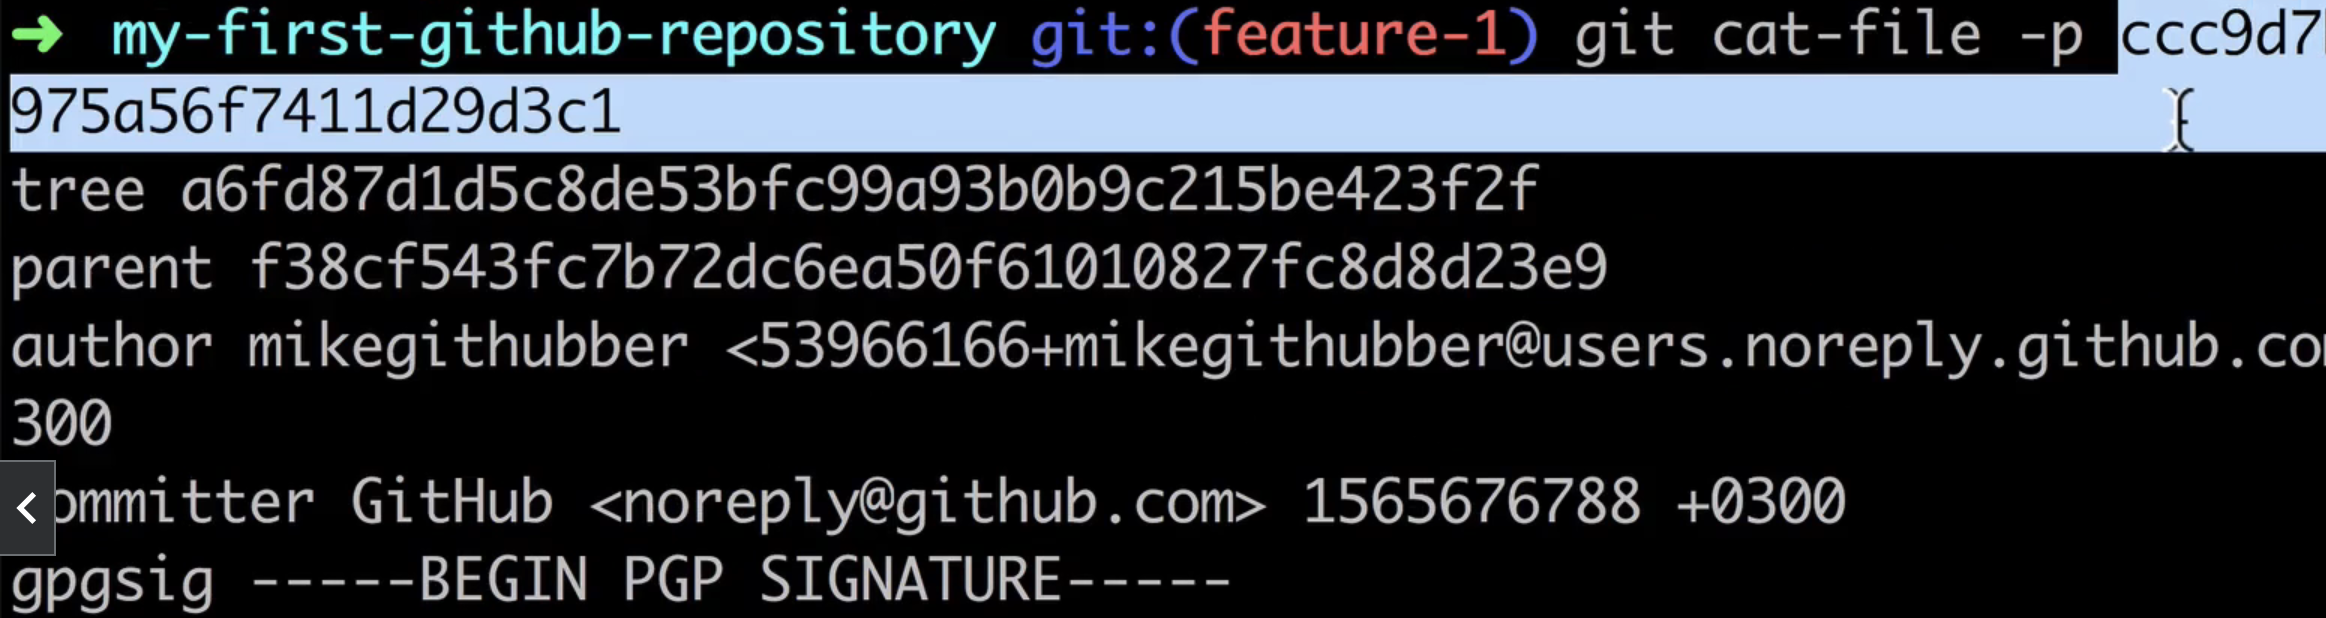 ➜ my-first-github-repository git:(feature-1) git cat-file -p ccc9d7
975a56f7411d29d3c1
tree a6fd87d1d5c8de53bfc99a93b0b9c215be423f2f
parent f38cf543fc7b72dc6ea50f61010827fc8d8d23e9
author mikegithubber <53966166+mikegithubber@users.noreply.github.co
300
ommitter GitHub <noreply@github.com> 1565676788 +0300
gpgsig -----BEGIN PGP SIGNATURE-----